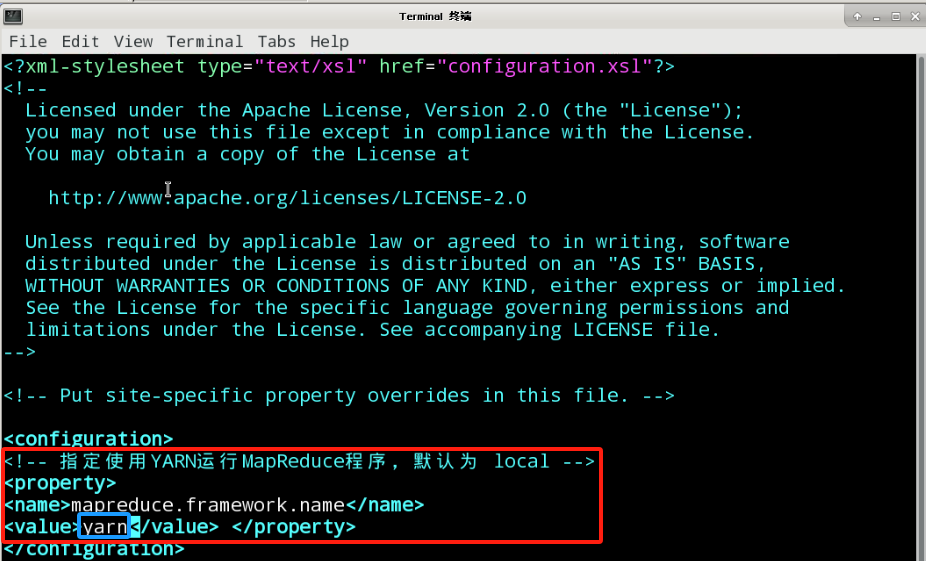 Terminal 终端
File Edit View Terminal Tabs Help
<?xml-stylesheet type="text/xsl" href="configuration.xsl"?>
<!--
Licensed under the Apache License, Version 2.0 (the "License");
you may not use this file except in compliance with the License.
You may obtain a copy of the License at
http://www.apache.org/licenses/LICENSE-2.0
Unless required by applicable law or agreed to in writing, software
distributed under the License is distributed on an "AS IS" BASIS,
WITHOUT WARRANTIES OR CONDITIONS OF ANY KIND, either express or implied.
See the License for the specific language governing permissions and
limitations under the License. See accompanying LICENSE file.
-->
<!-- Put site-specific property overrides in this file. -->
<configuration>
<!-- 指定使用YARN运行MapReduce程序, 默认为 local -->
<property>
<name>mapreduce.framework.name</name>
<value>yarn</value> </property>
</configuration>